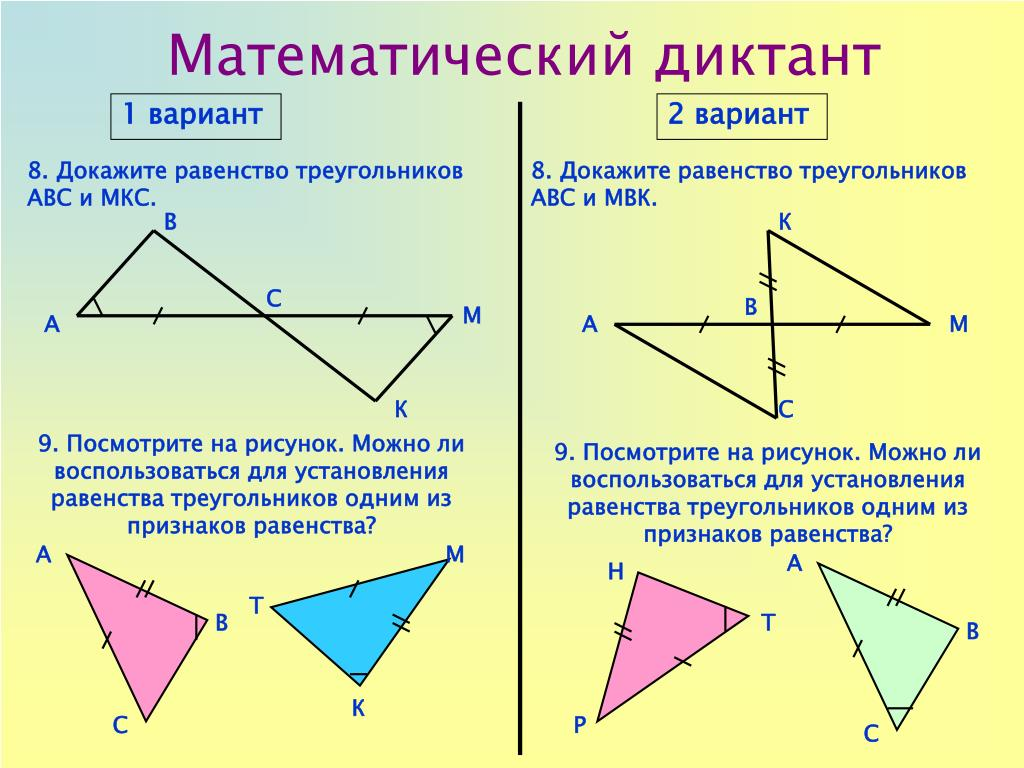 Математический диктант
1 вариант
8. Докажите равенство треугольников
АВС и МКС.
В
С
А
М
К
9. Посмотрите на рисунок. Можно ли
воспользоваться для установления
равенства треугольников одним из
признаков равенства?
А
М
Т
В
К
С
2 вариант
8. Докажите равенство треугольников
АВС и МВК.
К
В
А
М
С
9. Посмотрите на рисунок. Можно ли
воспользоваться для установления
равенства треугольников одним из
признаков равенства?
Н
А
Т
В
Р
С